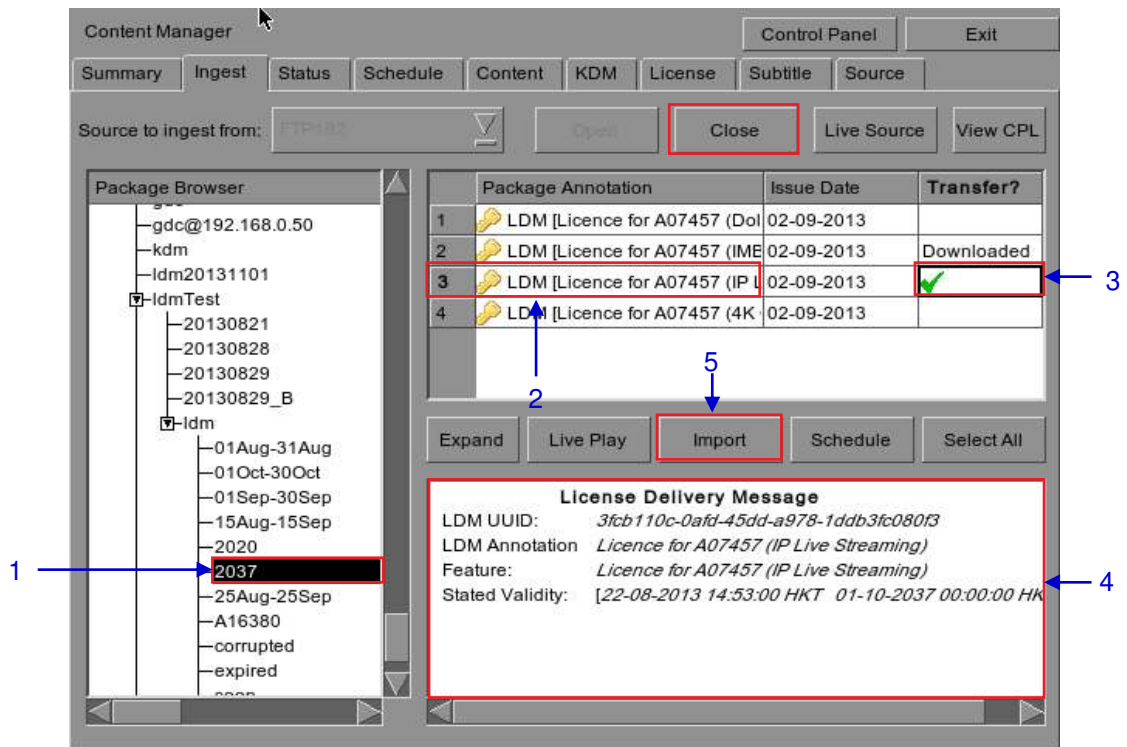 Content Manager
Control Panel
Exit
Summary
Ingest
Status
Schedule
Content
KDM
License
Subtitle
Source
Source to ingest from:
FTP192
Open
Close
Live Source
View CPL
Package Browser
gdc@192.168.0.50
kdm
ldm20131101
ldmTest
20130821
20130828
20130829
20130829_B
ldm
01Aug-31Aug
01Oct-30Oct
01Sep-30Sep
15Aug-15Sep
2020
2037
25Aug-25Sep
A16380
corrupted
expired
1
Package Annotation Issue Date Transfer?
1 LDM [Licence for A07457 (Dol 02-09-2013
2 LDM [Licence for A07457 (IME 02-09-2013 Downloaded
3 LDM [Licence for A07457 (IP L 02-09-2013
4 LDM [Licence for A07457 (4K 02-09-2013
3
2
5
Expand
Live Play
Import
Schedule
Select All
License Delivery Message
LDM UUID: 3fcb110c-0afd-45dd-a978-1ddb3fc080f3
LDM Annotation Licence for A07457 (IP Live Streaming)
Feature: Licence for A07457 (IP Live Streaming)
Stated Validity: [22-08-2013 14:53:00 HKT 01-10-2037 00:00:00 HK
4